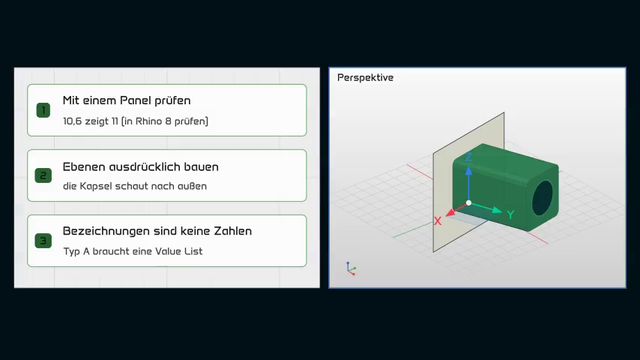 1
Mit einem Panel prüfen
10,6 zeigt 11 (in Rhino 8 prüfen)
2
Ebenen ausdrücklich bauen
die Kapsel schaut nach außen
3
Bezeichnungen sind keine Zahlen
Typ A braucht eine Value List
Perspektive
Z
X
Y